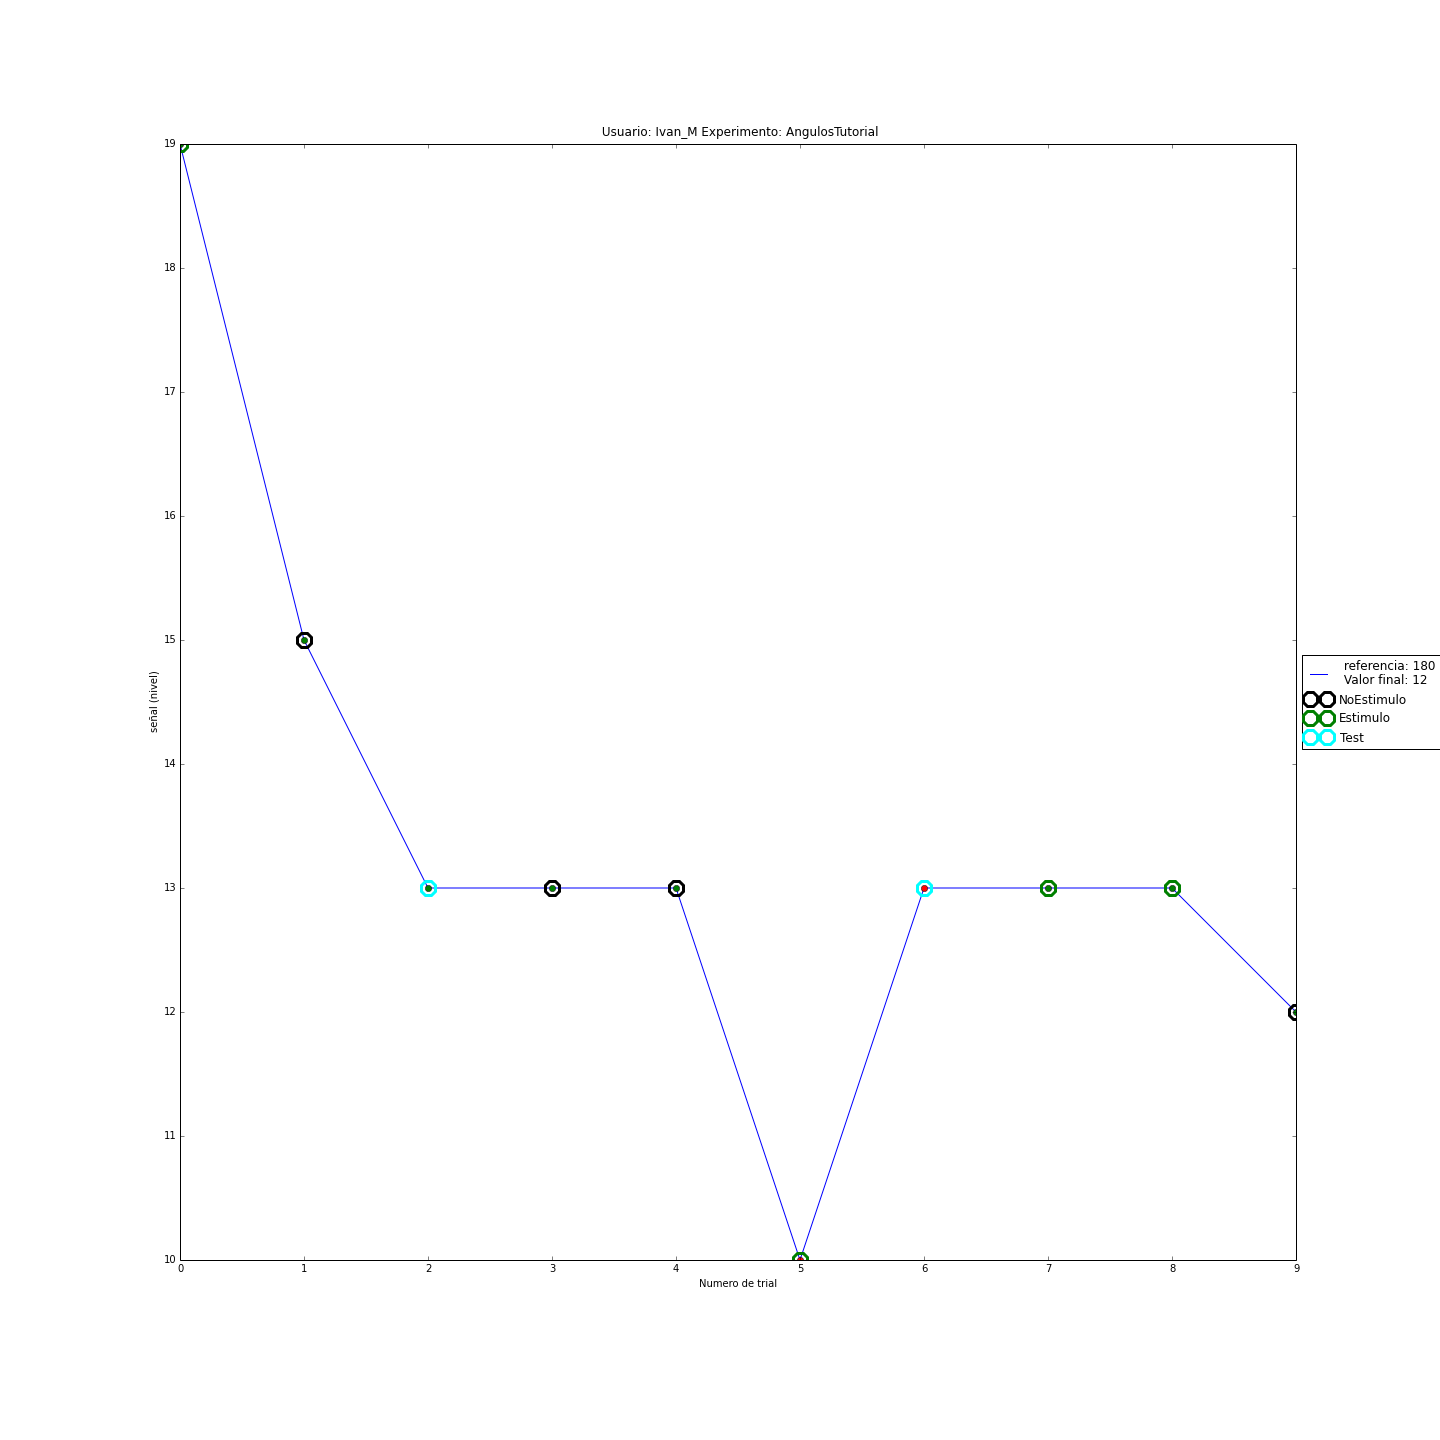 Usuario: Ivan_M Experimento: AngulosTutorial
19
18
17
16
15
14
13
12
11
10
señal (nivel)
0 1 2 3 4 5 6 7 8 9
Numero de trial
referencia: 180
Valor final: 12
NoEstimulo
Estimulo
Test